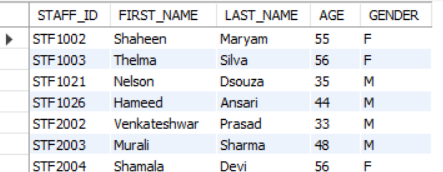 STAFF_ID FIRST_NAME LAST_NAME AGE GENDER
STF1002 Shaheen Maryam 55 F
STF1003 Thelma Silva 56 F
STF1021 Nelson Dsouza 35 M
STF1026 Hameed Ansari 44 M
STF2002 Venkateshwar Prasad 33 M
STF2003 Murali Sharma 48 M
STF2004 Shamala Devi 56 F